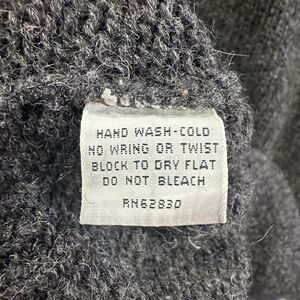 HAND WASH-COLD
NO WRING OR TWIST
BLOCK TO DRY FLAT
DO NOT BLEACH
RN62830